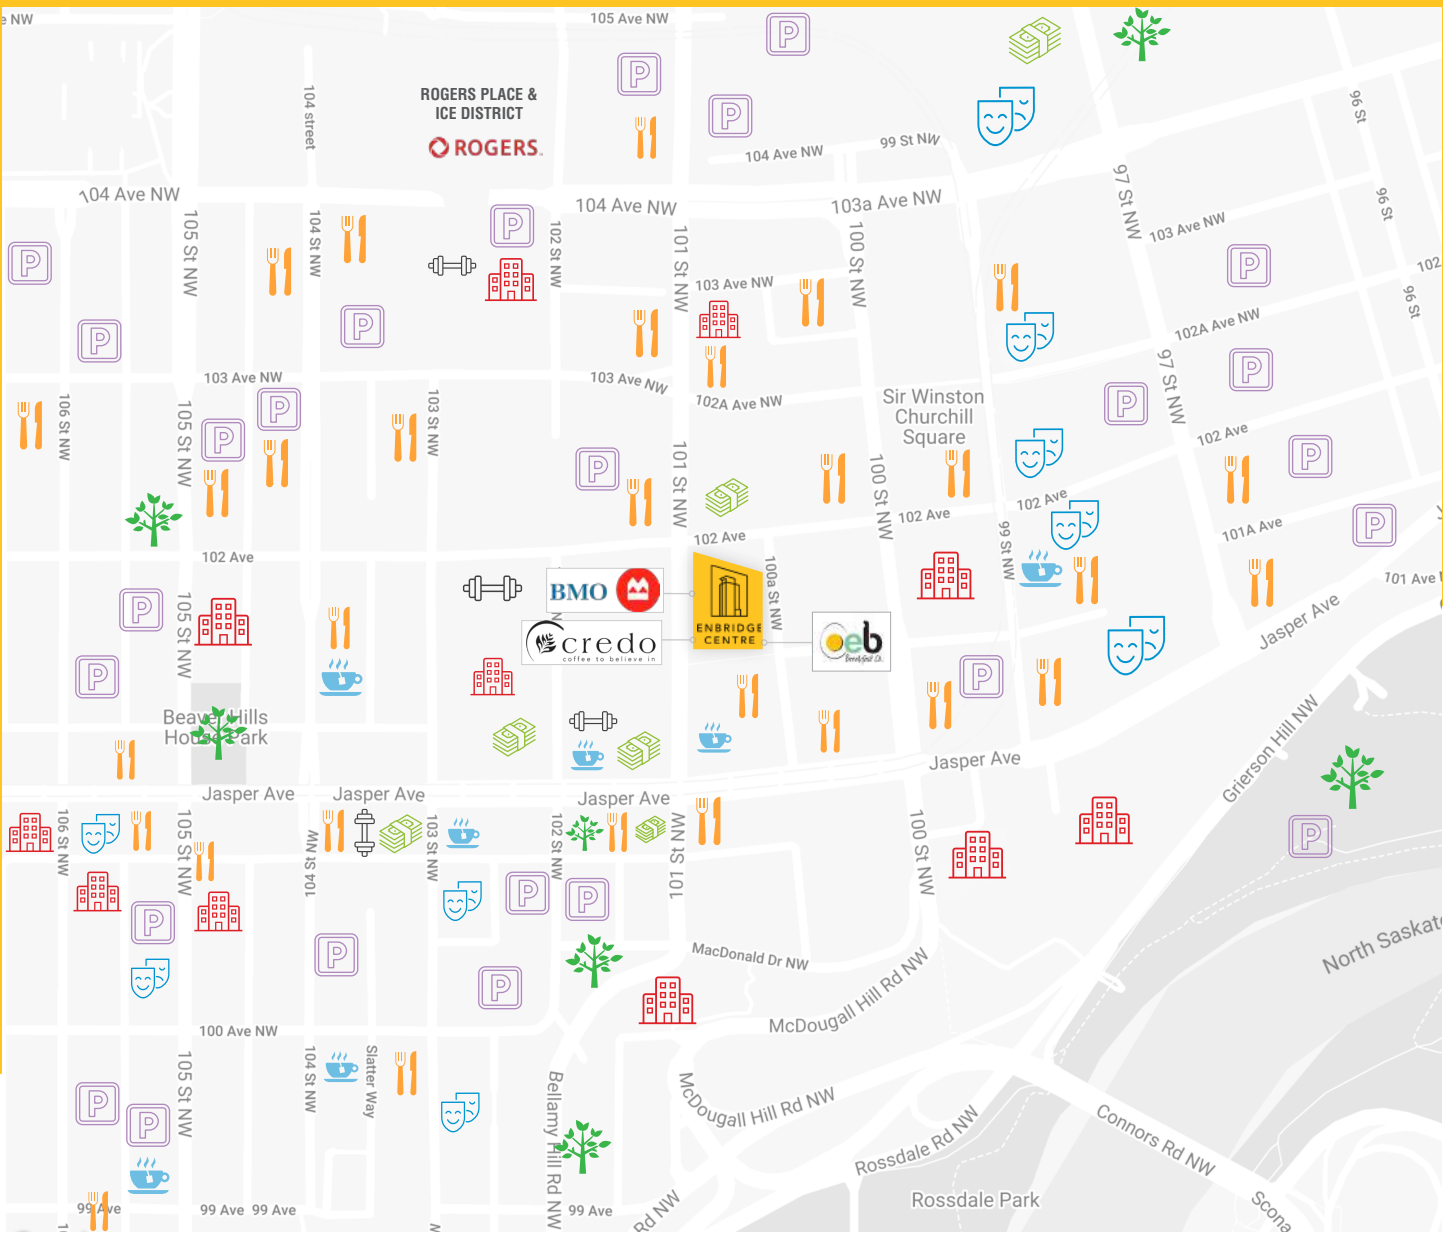 e NW
105 Ave NW
96 St
104 street
ROGERS PLACE &
ICE DISTRICT
ROGERS
99 St NW
104 Ave NW
104 Ave NW
104 Ave NW
103a Ave NW
97 St NW
96 St
105 St NW
104 St NW
102 St NW
101 St NW
100 St NW
103 Ave NW
102
103 Ave NW
96 St
102A Ave NW
103 Ave NW
103 Ave NW
97 St NW
106 St NW
105 St NW
103 St NW
102A Ave NW
Sir Winston
Churchill
Square
102 Ave
101 St NW
100 St NW
102 Ave
102 Ave
101A Ave
102 Ave
102 Ave
99 St NW
100a St NW
101 Ave
105 St NW
BMO
ENBRIDGE
CENTRE
credo
coffee to believe in
oeb
Breakfast Co.
Jasper Ave
Beaver Hills
House Park
Grierson Hill NW
Jasper Ave
Jasper Ave
Jasper Ave
Jasper Ave
106 St NW
105 St NW
104 St NW
103 St NW
102 St NW
101 St NW
100 St NW
North Saskat
MacDonald Dr NW
McDougall Hill Rd NW
100 Ave NW
105 St NW
104 St NW
Slatter Way
Bellamy Hill Rd NW
McDougall Hill Rd NW
Rossdale Rd NW
Connors Rd NW
Rossdale Park
Scona
99 Ave
99 Ave
99 Ave
99 Ave
Rd NW